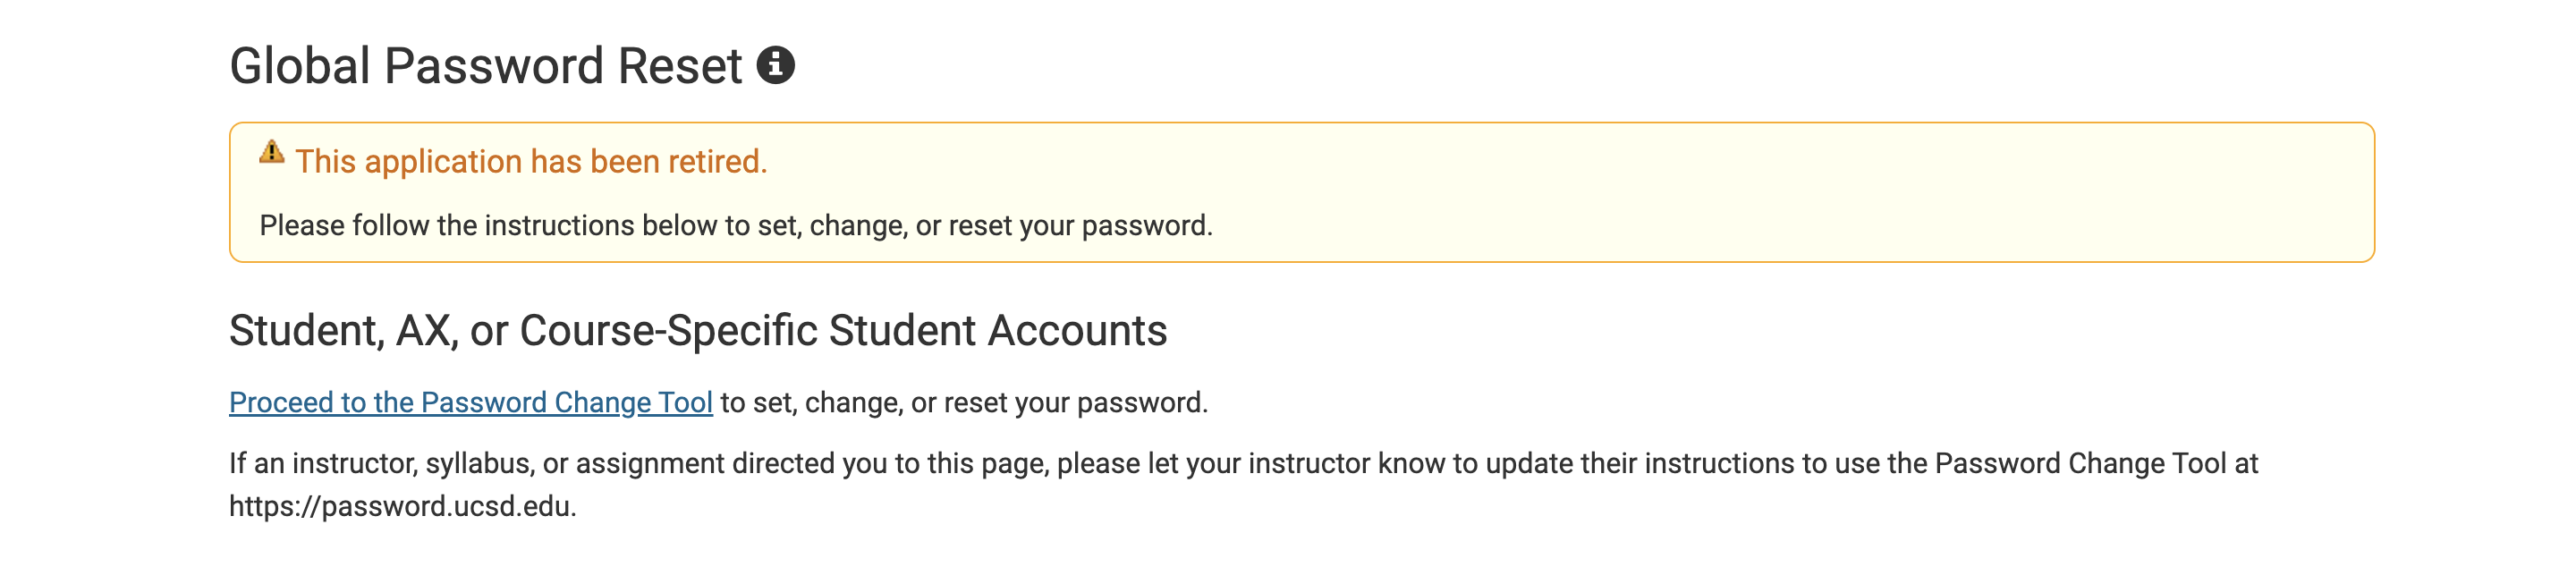 Global Password Reset
This application has been retired.
Please follow the instructions below to set, change, or reset your password.
Student, AX, or Course-Specific Student Accounts
Proceed to the Password Change Tool to set, change, or reset your password.
If an instructor, syllabus, or assignment directed you to this page, please let your instructor know to update their instructions to use the Password Change Tool at
https://password.ucsd.edu.